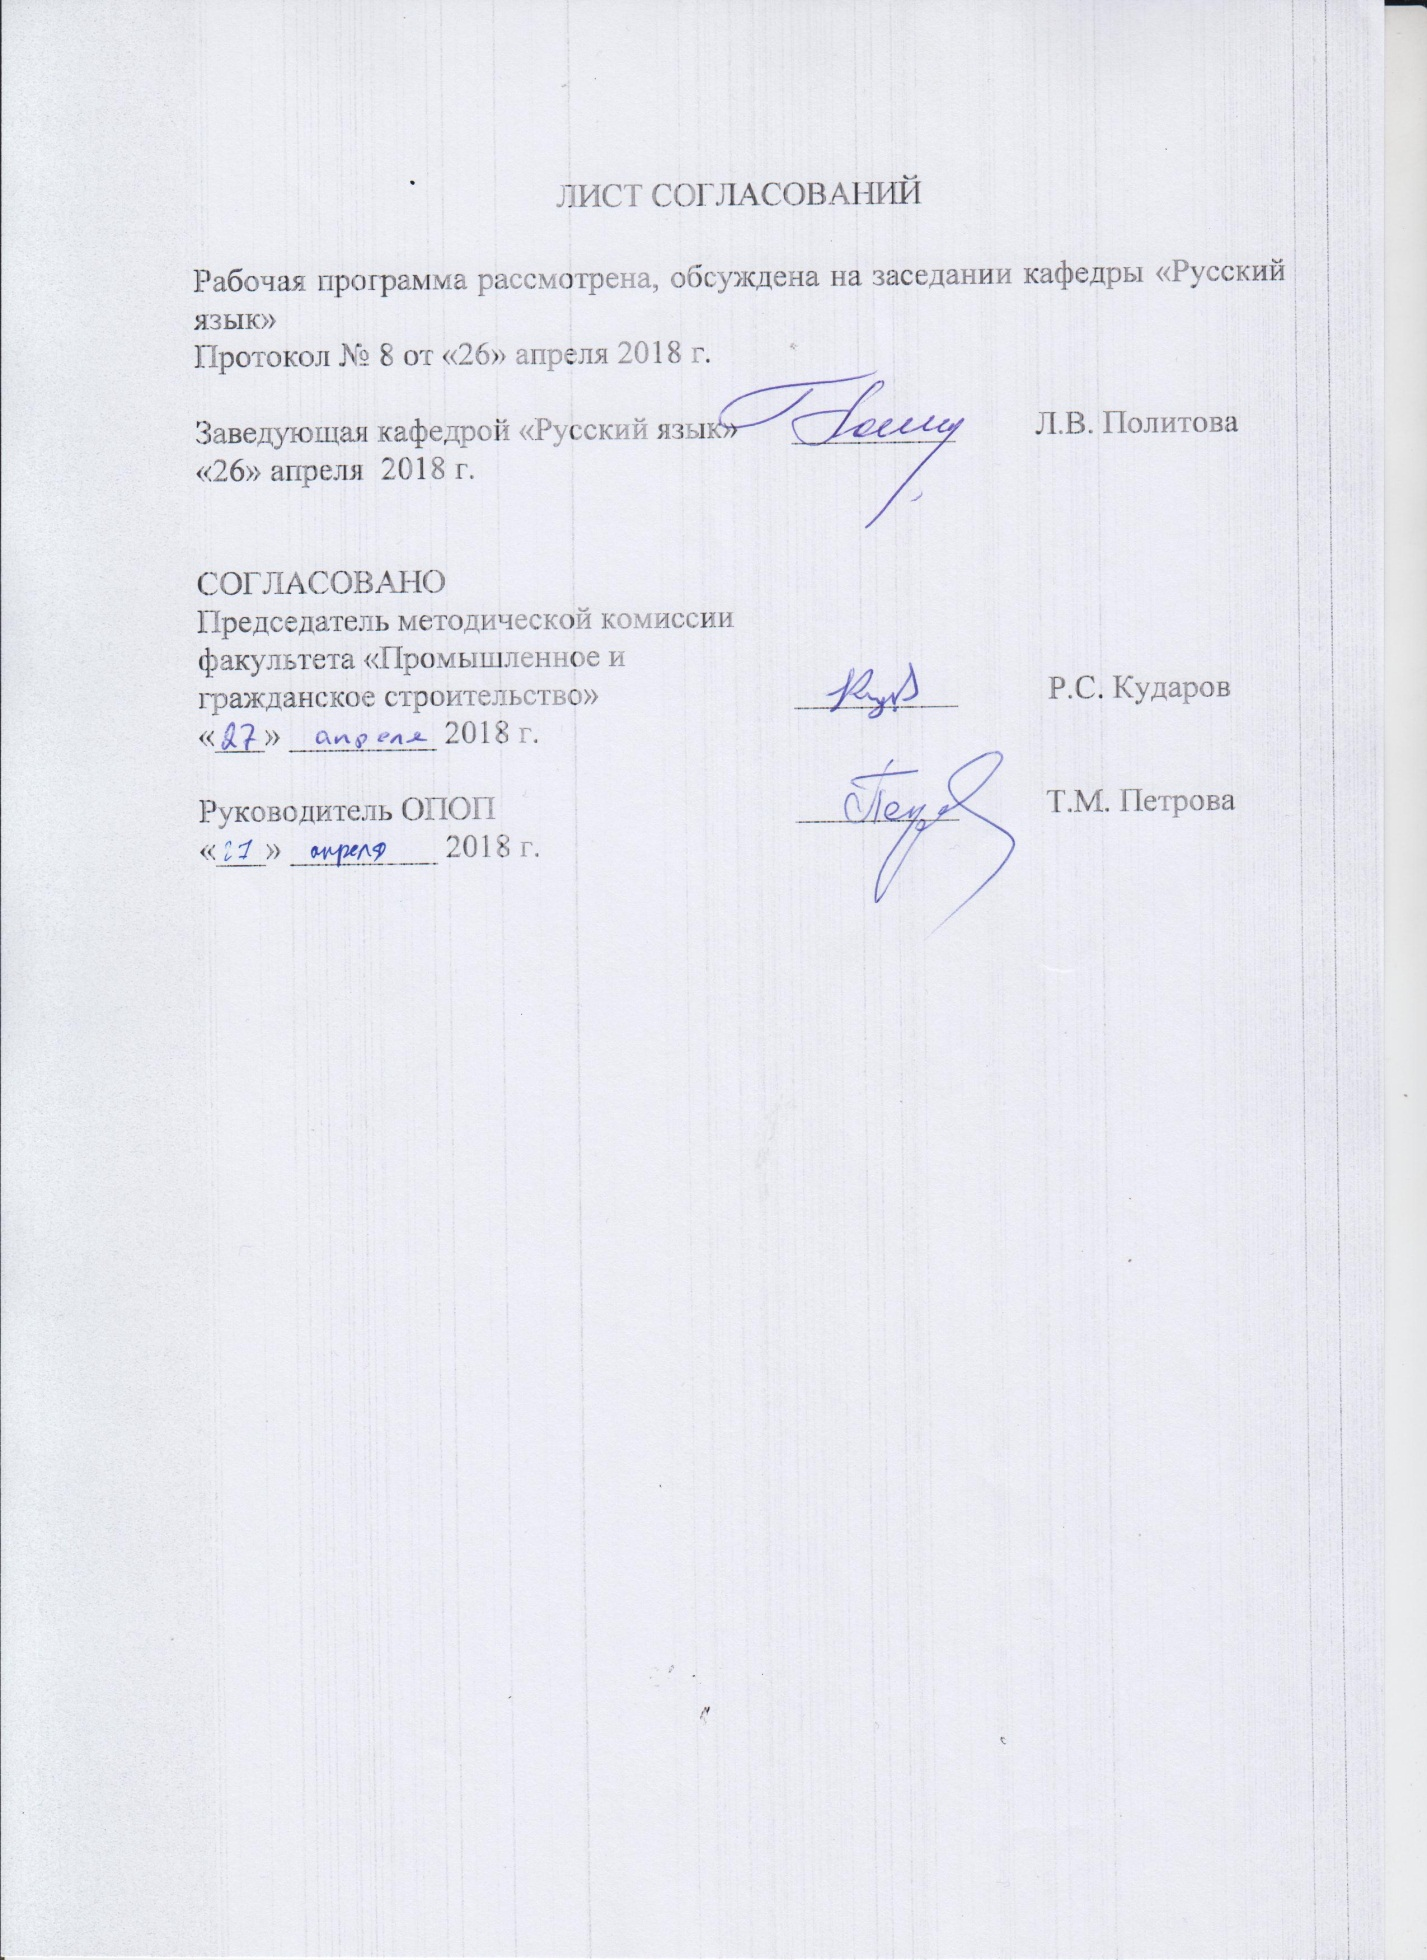 ЛИСТ СОГЛАСОВАНИЙ
Рабочая программа рассмотрена, обсуждена на заседании кафедры «Русский
язык»
Протокол № 8 от «26» апреля 2018 г.
Заведующая кафедрой «Русский язык» Л.В. Политова
«26» апреля 2018 г.
СОГЛАСОВАНО
Председатель методической комиссии
факультета «Промышленное и
гражданское строительство» Р.С. Кударов
«27» апреля 2018 г.
Руководитель ОПОП Т.М. Петрова
«27» апреля 2018 г.